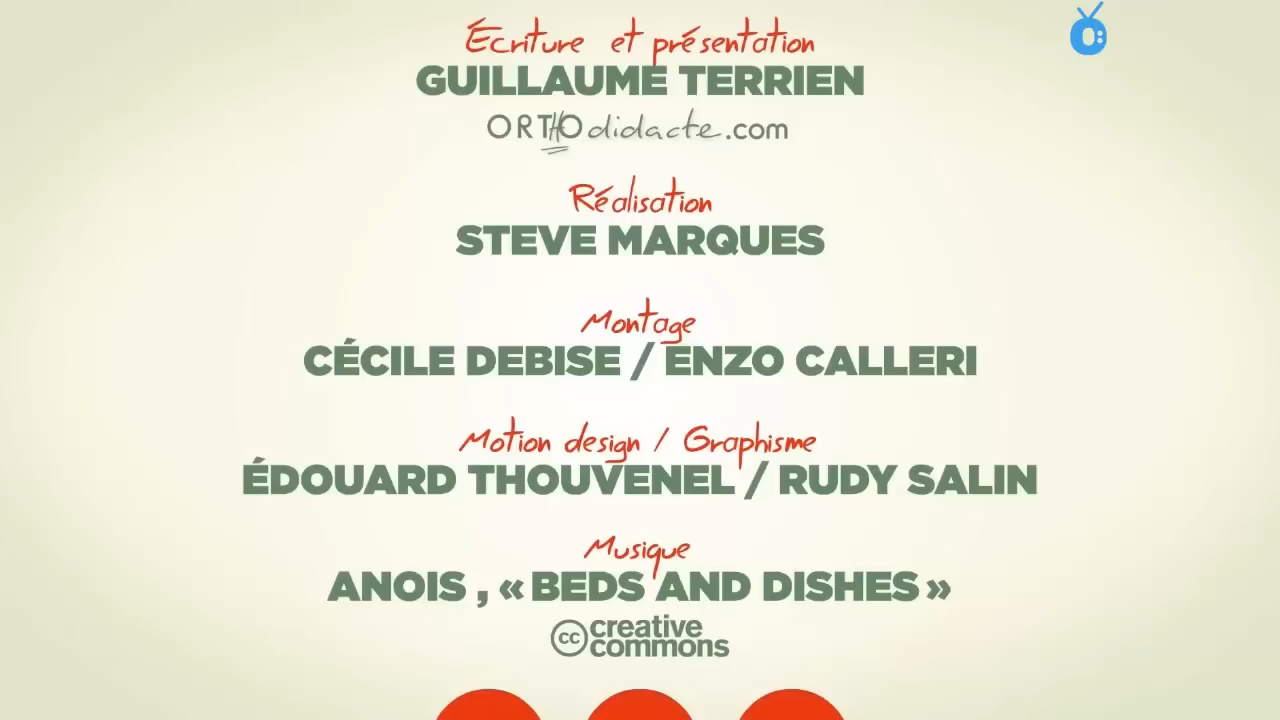 Écriture et présentation
GUILLAUME TERRIEN
ORTHOdidacte.com
Réalisation
STEVE MARQUES
Montage
CÉCILE DEBISE / ENZO CALLERI
Motion design / Graphisme
ÉDOUARD THOUVENEL / RUDY SALIN
Musique
ANOIS , « BEDS AND DISHES »
cc creative
commons